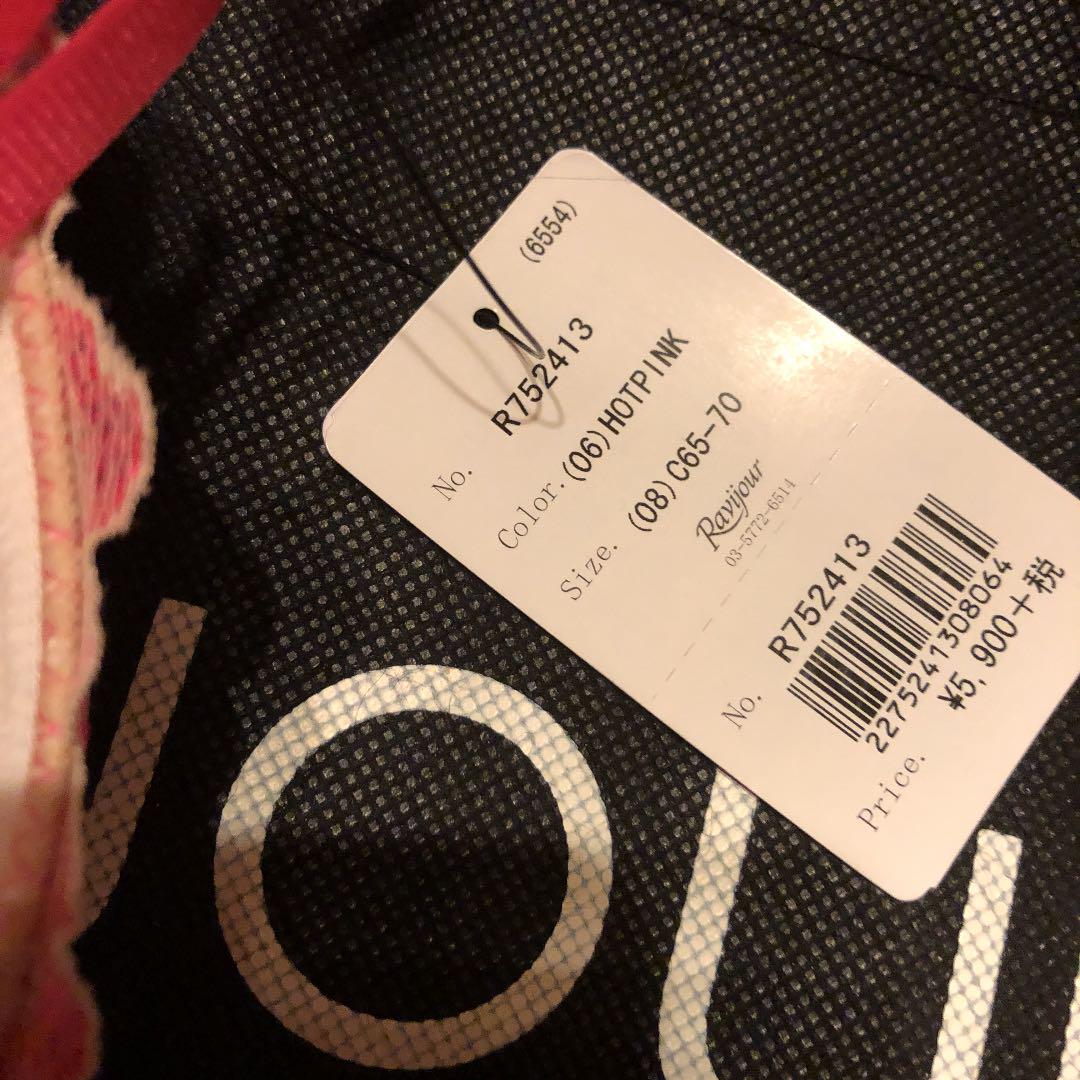 (6554)
No. R752413
Color. (06)HOTPINK
Size. (08)C65-70
Ravijour
03-5772-6514
No. R752413
2275241308064
Price. ¥5,900+税